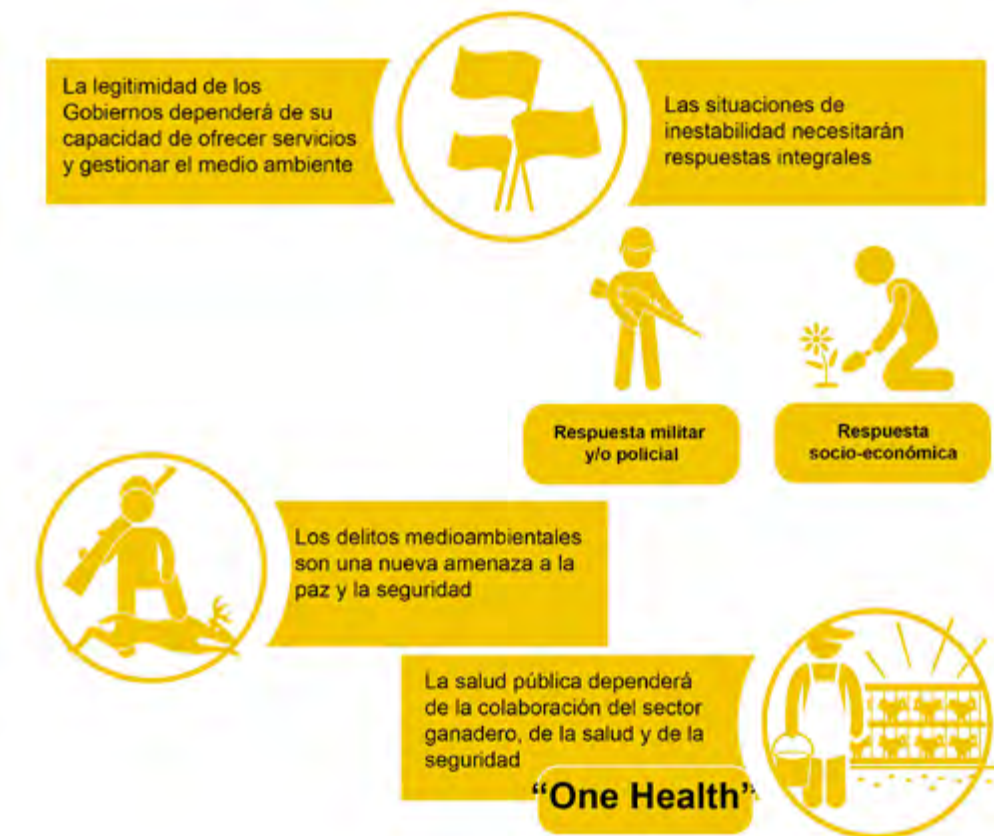 La legitimidad de los
Gobiernos dependerá de su
capacidad de ofrecer servicios
y gestionar el medio ambiente
Las situaciones de
inestabilidad necesitarán
respuestas integrales
Respuesta militar
y/o policial
Respuesta
socio-económica
Los delitos medioambientales
son una nueva amenaza a la
paz y la seguridad
La salud pública dependerá
de la colaboración del sector
ganadero, de la salud y de la
seguridad
“One Health”